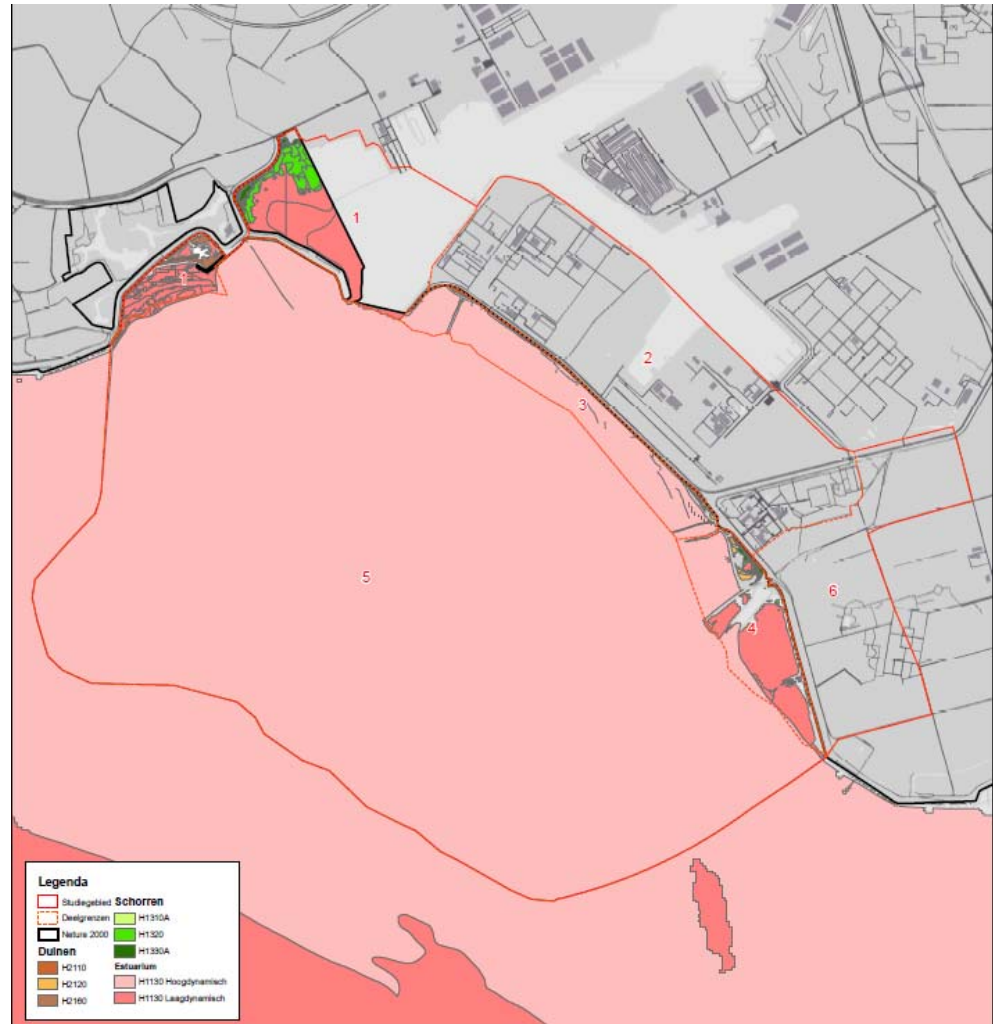 1
2
3
5
6
4
Legenda
Studiegebied
Deelgrenzen
Natura 2000
Duinen
H2110
H2120
H2160
Schorren
H1310A
H1320
H1330A
Estuarium
H1130 Hoogdynamisch
H1130 Laagdynamisch